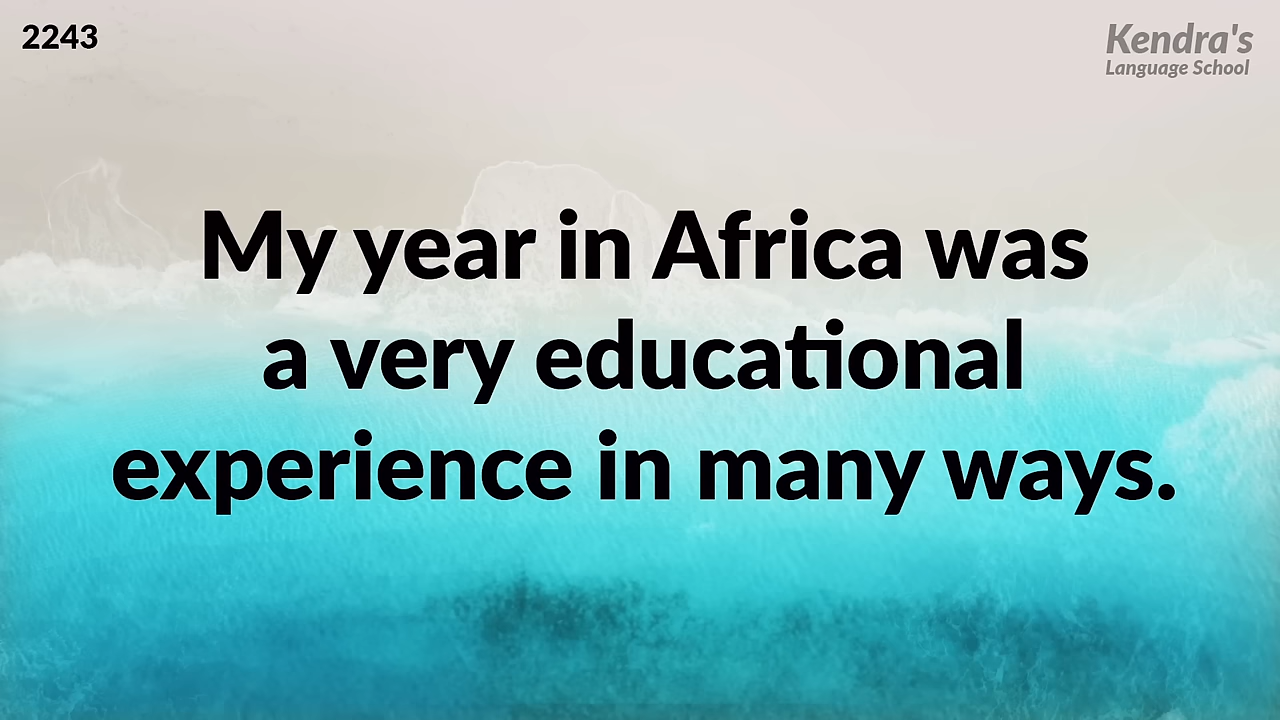 2243
Kendra's
Language School
My year in Africa was
a very educational
experience in many ways.